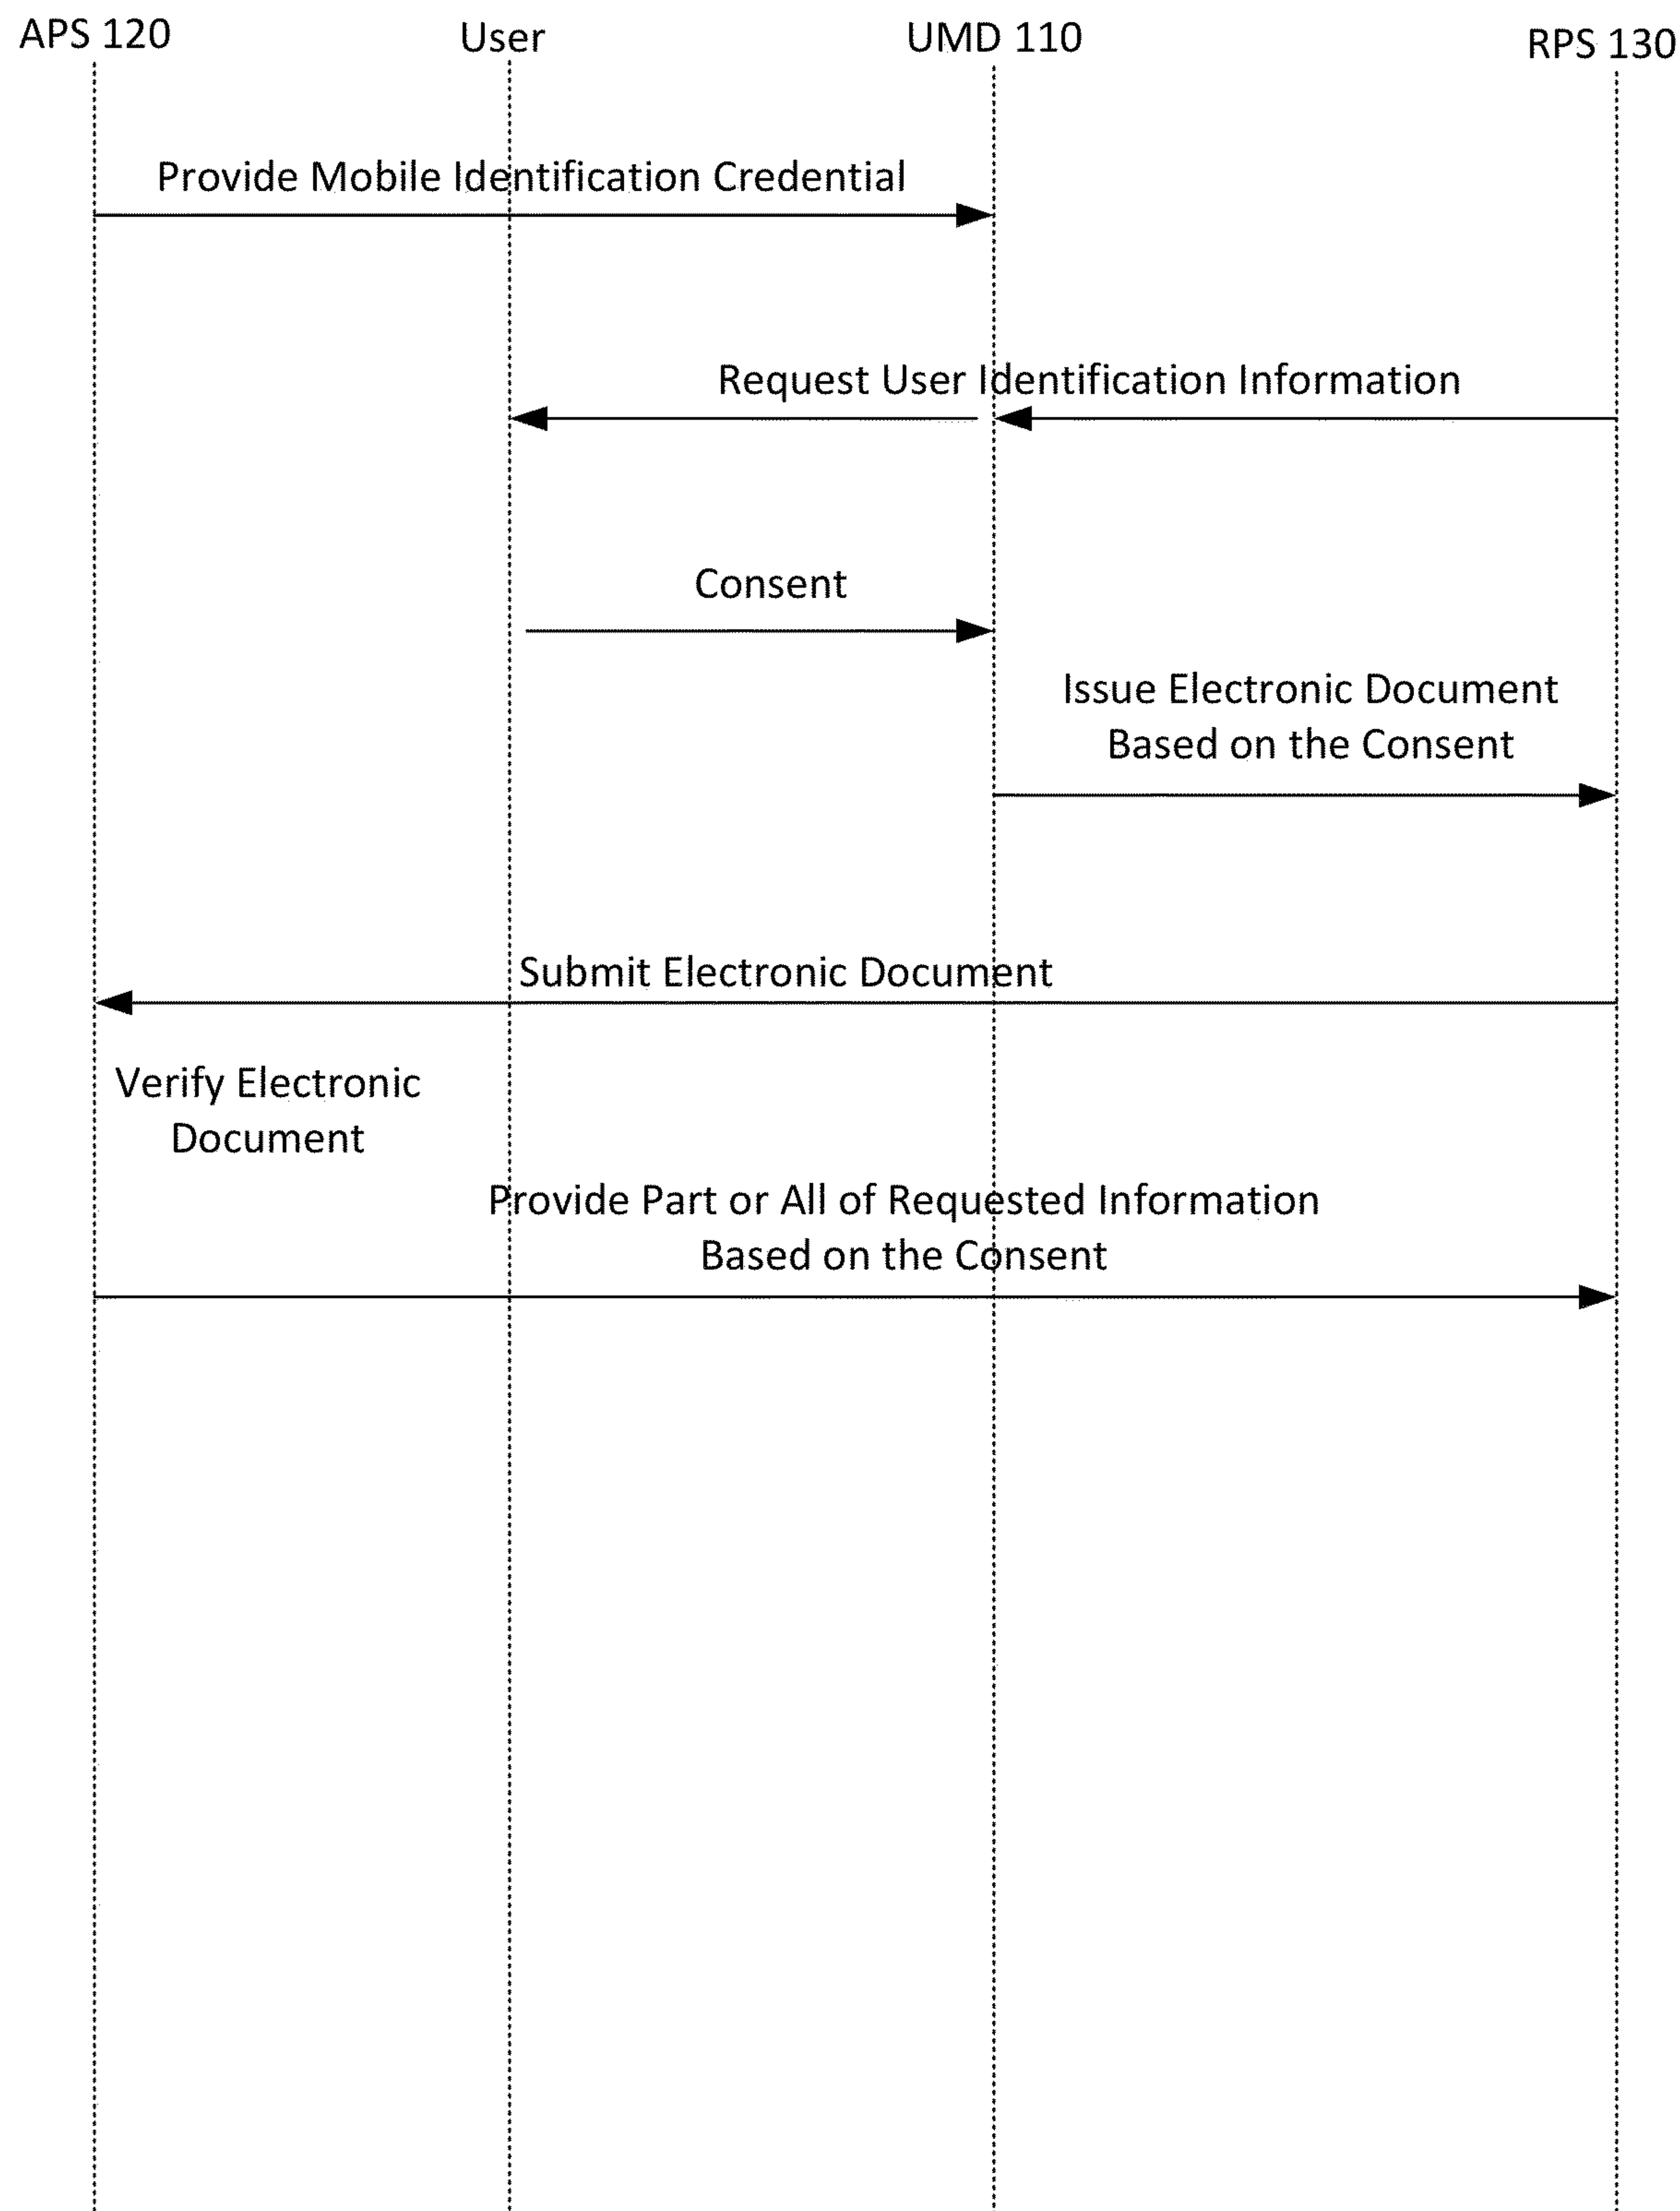 APS 120
User
UMD 110
RPS 130
Provide Mobile Identification Credential
Request User Identification Information
Consent
Issue Electronic Document
Based on the Consent
Submit Electronic Document
Verify Electronic
Document
Provide Part or All of Requested Information
Based on the Consent